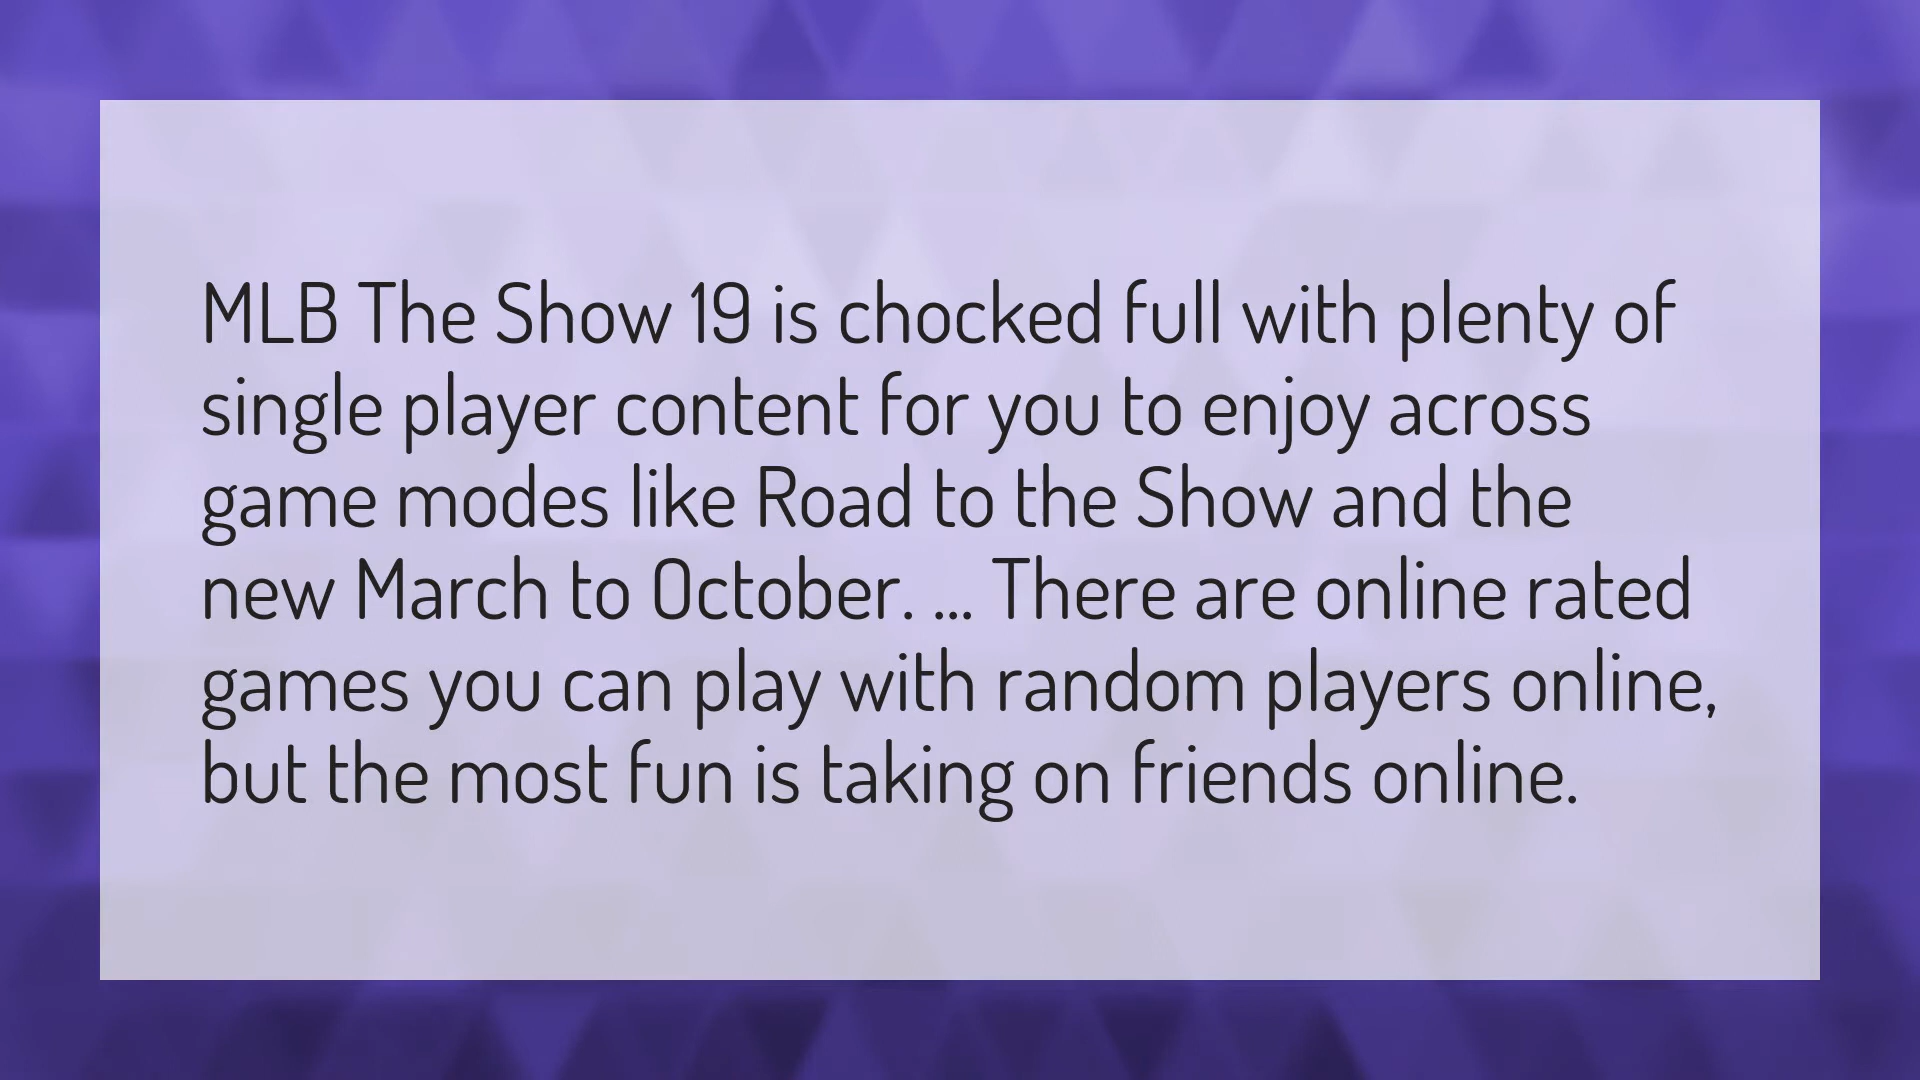 MLB The Show 19 is chocked full with plenty of
single player content for you to enjoy across
game modes like Road to the Show and the
new March to October. ... There are online rated
games you can play with random players online,
but the most fun is taking on friends online.